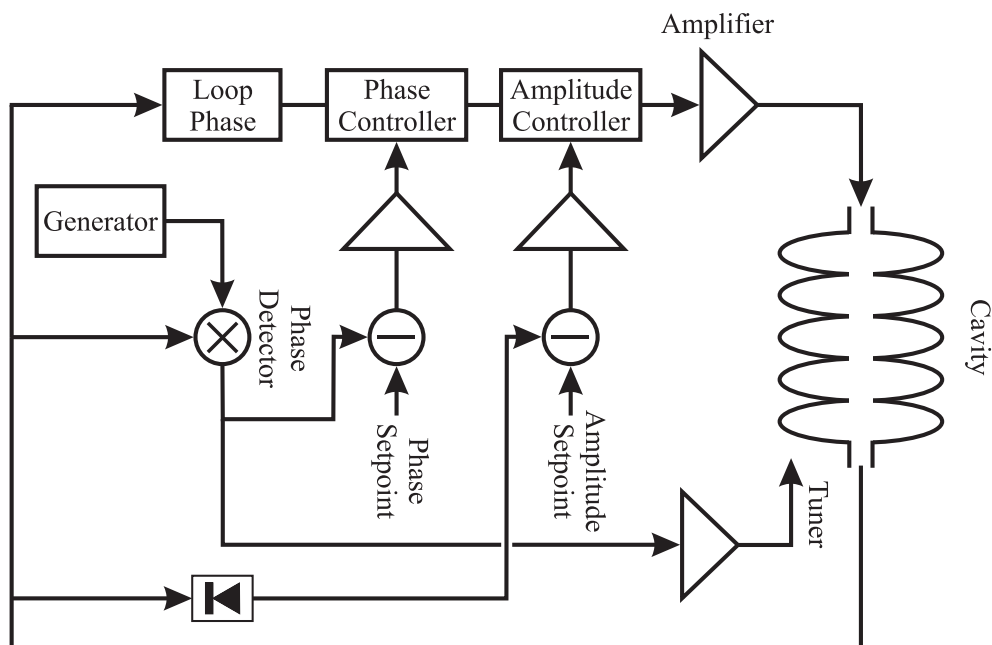 Amplifier
Loop
Phase
Phase
Controller
Amplitude
Controller
Generator
Phase
Detector
Phase
Setpoint
Amplitude
Setpoint
Cavity
Tuner